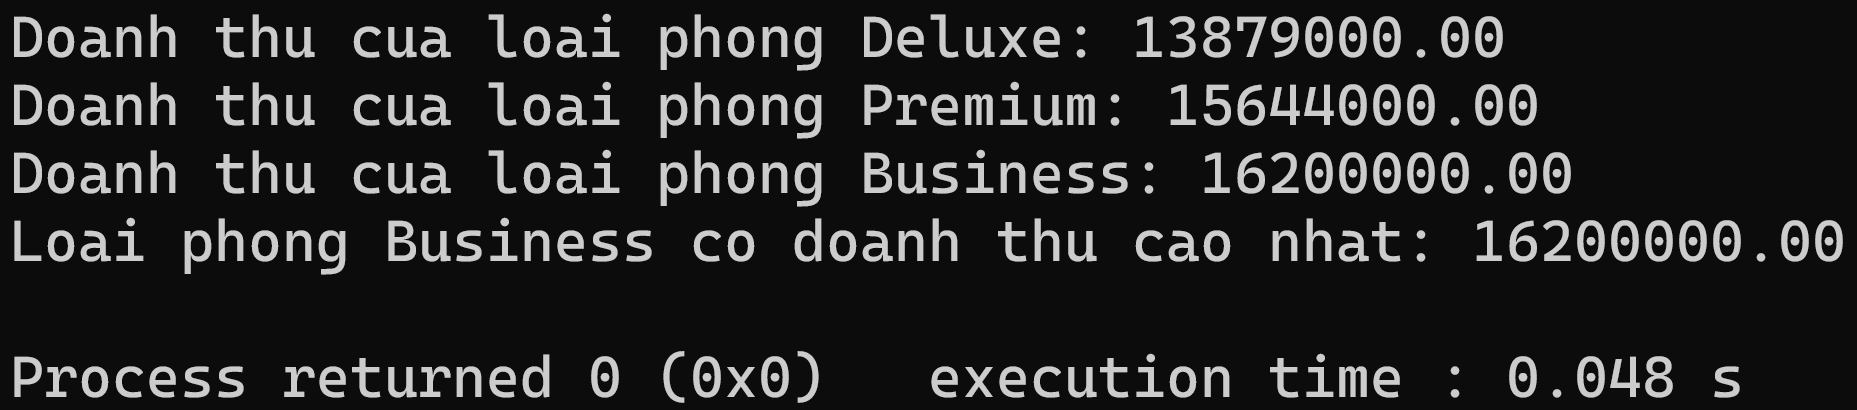 Doanh thu cua loai phong Deluxe: 13879000.00
Doanh thu cua loai phong Premium: 15644000.00
Doanh thu cua loai phong Business: 16200000.00
Loai phong Business co doanh thu cao nhat: 16200000.00
Process returned 0 (0x0)   execution time : 0.048 s